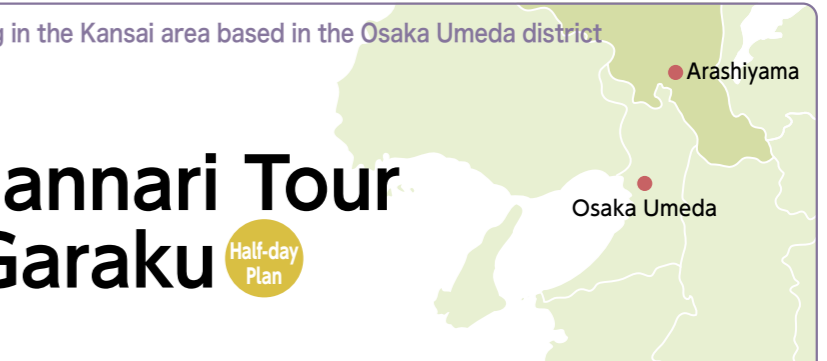 in the Kansai area based in the Osaka Umeda district
Arashiyama
annari Tour
Osaka Umeda
Garaku
Half-day
Plan